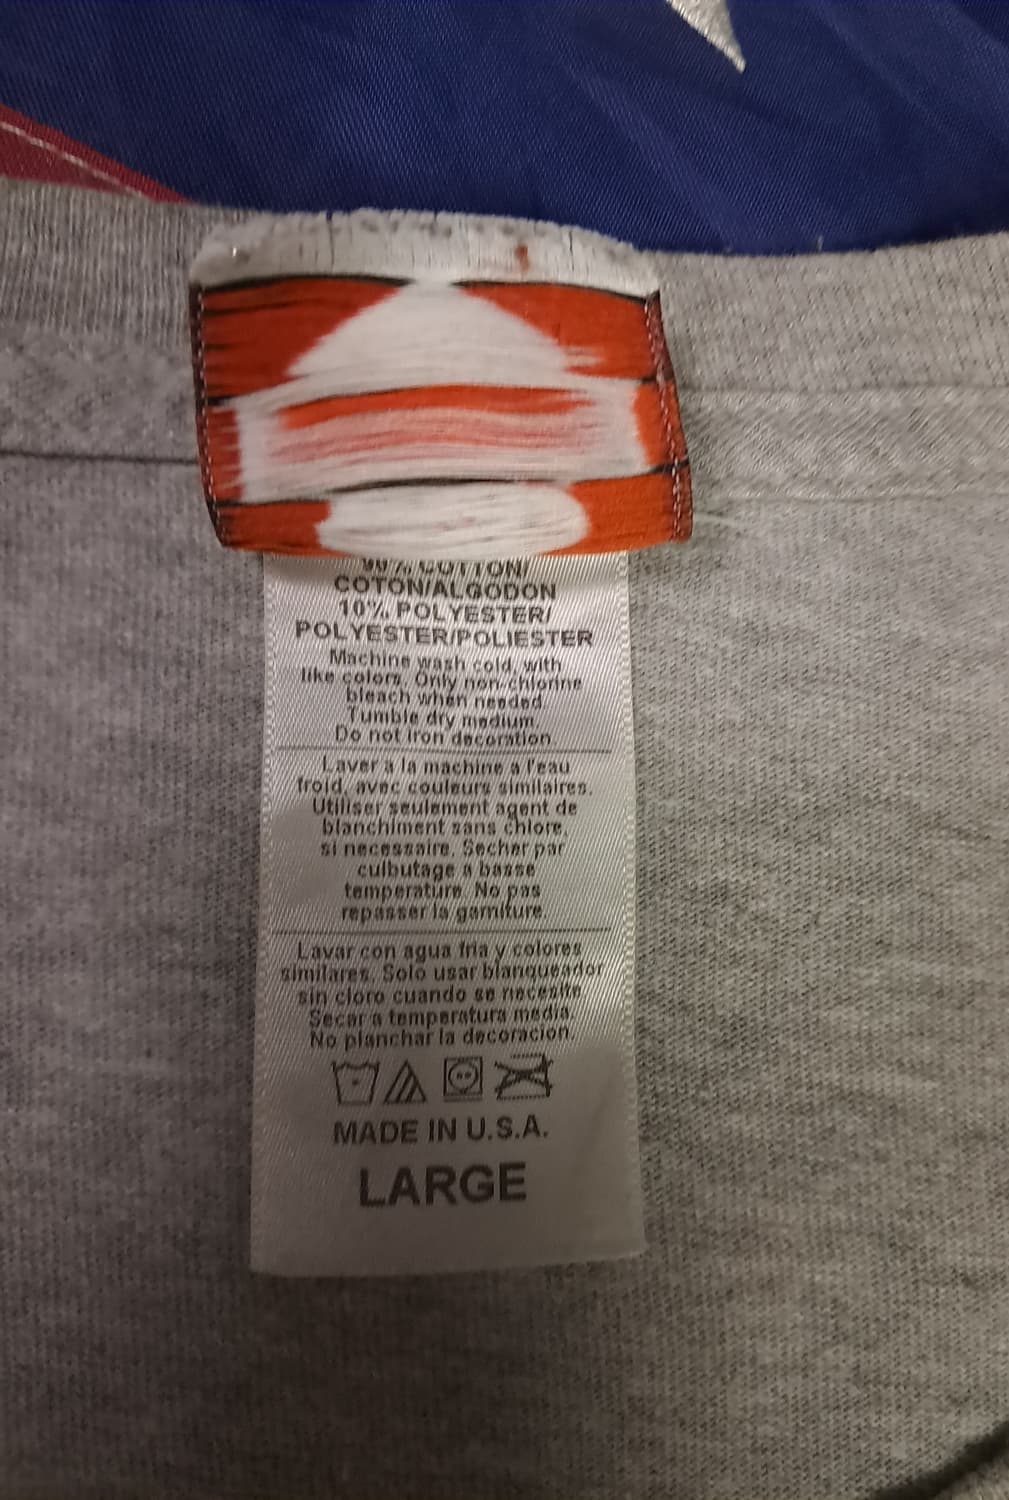 90% COTTON/
COTON/ALGODON
10% POLYESTER/
POLYESTER/POLIESTER
Machine wash cold, with
like colors. Only non-chlorine
bleach when needed.
Tumble dry medium.
Do not iron decoration.
Laver a la machine a l'eau
froid, avec couleurs similaires.
Utiliser seulement agent de
blanchiment sans chlore,
si necessaire. Secher par
culbutage a basse
temperature. No pas
repasser la garniture.
Lavar con agua fria y colores
similares. Solo usar blanqueador
sin cloro cuando se necesite
Secar a temperatura media.
No planchar la decoracion.
MADE IN U.S.A.
LARGE